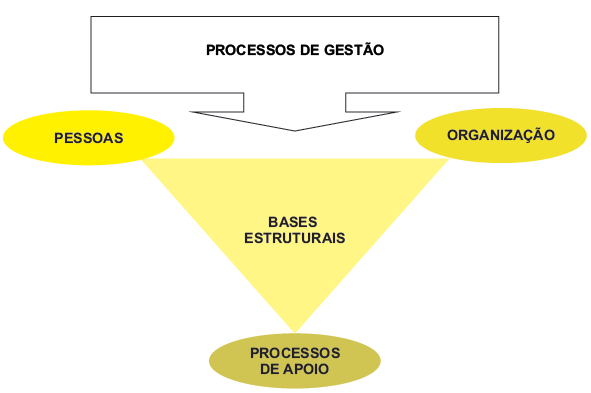 PROCESSOS DE GESTÃO
PESSOAS
ORGANIZAÇÃO
BASES
ESTRUTURAIS
PROCESSOS
DE APOIO